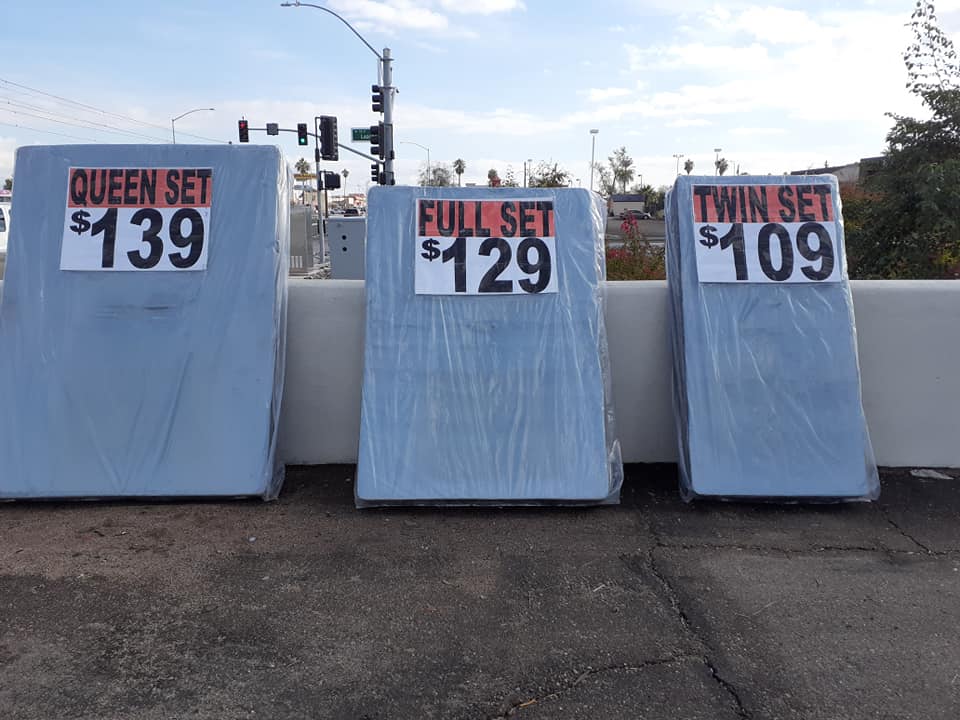 QUEEN SET
$139
FULL SET
$129
TWIN SET
$109